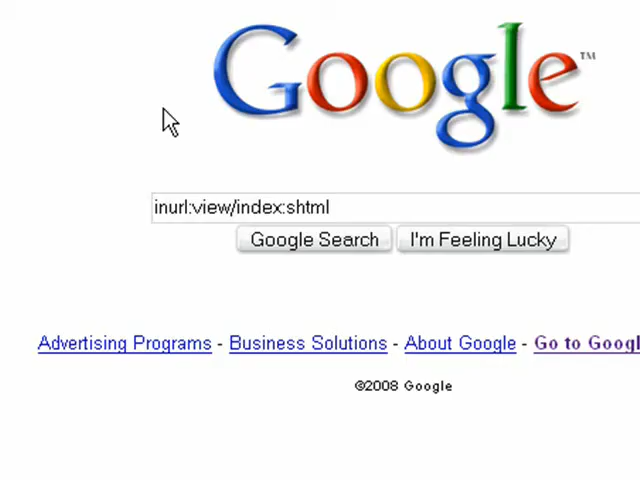 Google™
inurl:view/index:shtml
Google Search I'm Feeling Lucky
Advertising Programs - Business Solutions - About Google - Go to Googl
©2008 Google